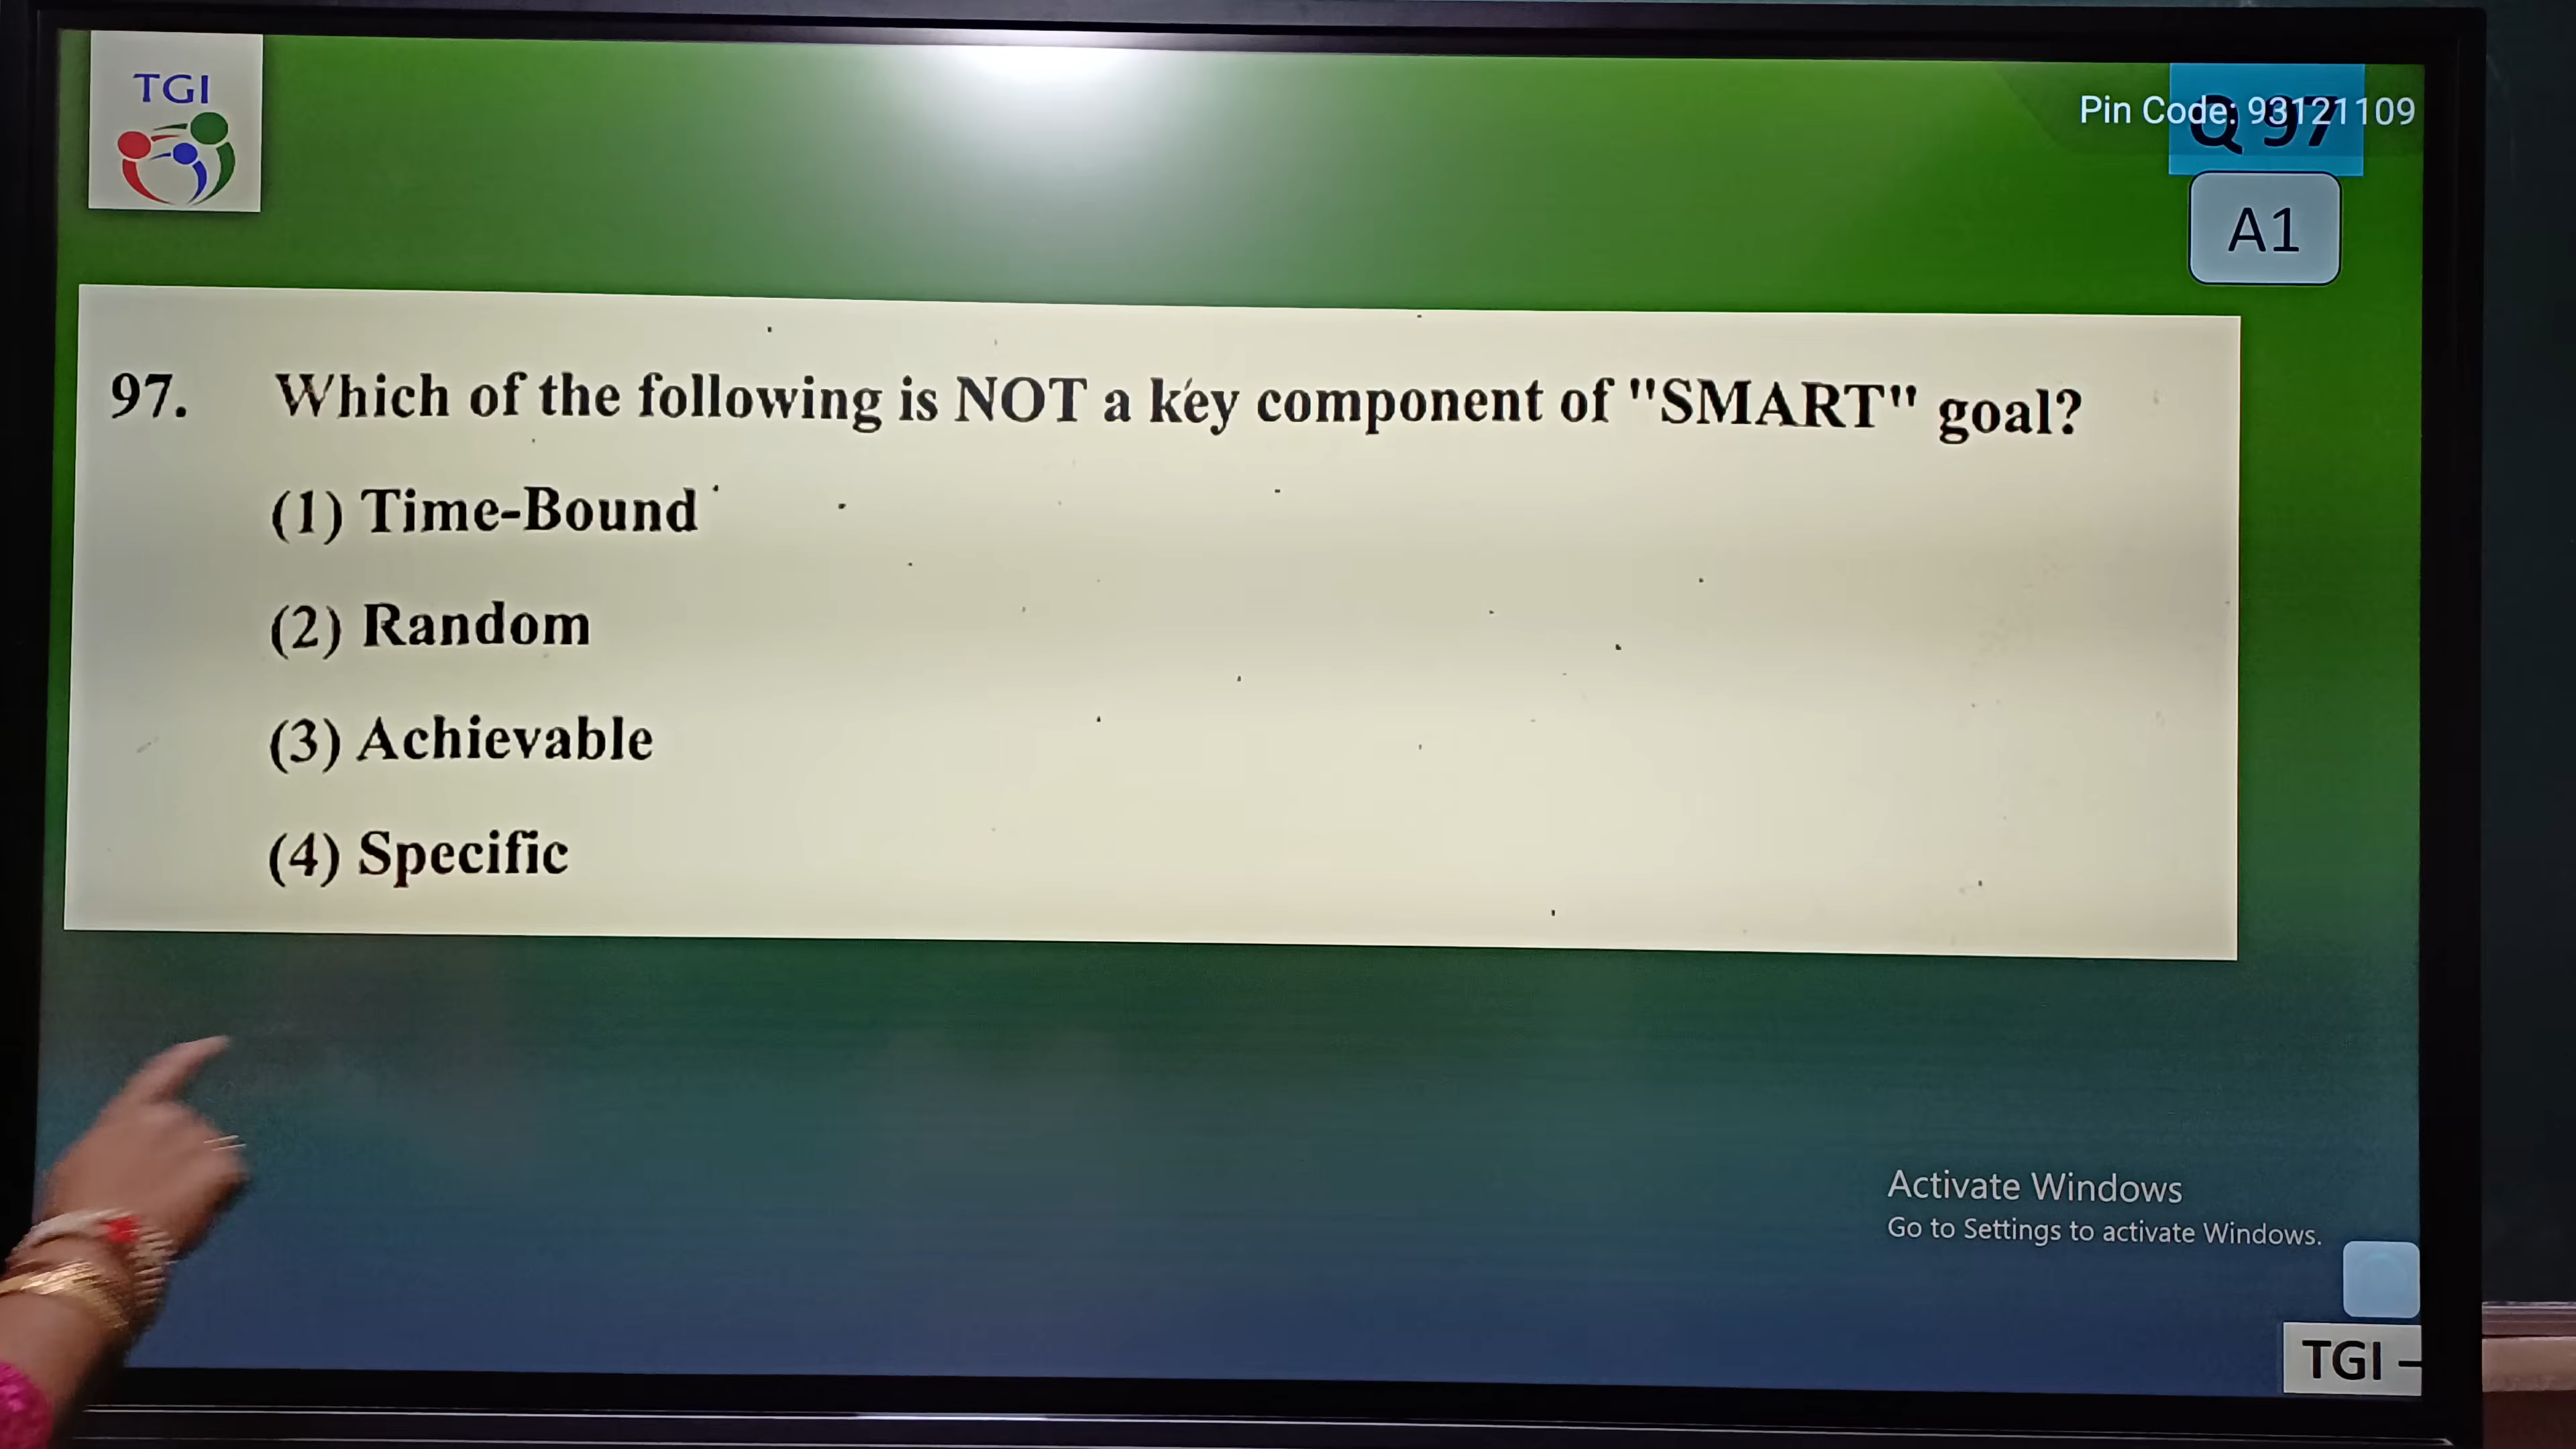 TGI
Pin Code: 93121109
Q 97
A1
97. Which of the following is NOT a key component of "SMART" goal?
(1) Time-Bound
(2) Random
(3) Achievable
(4) Specific
Activate Windows
Go to Settings to activate Windows.
TGI –